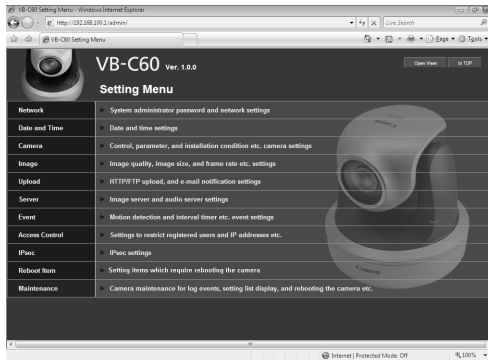 VB-C60 Setting Menu - Windows Internet Explorer
http://192.168.100.1/admin/
Live Search
VB-C60 Setting Menu
Page Tools
VB-C60 Ver. 1.0.0
Open Viewer to TOP
Setting Menu
Network System administrator password and network settings
Date and Time Date and time settings
Camera Control, parameter, and installation condition etc. camera settings
Image Image quality, image size, and frame rate etc. settings
Upload HTTP/FTP upload, and e-mail notification settings
Server Image server and audio server settings
Event Motion detection and interval timer etc. event settings
Access Control Settings to restrict registered users and IP addresses etc.
IPsec IPsec settings
Reboot Item Setting items which require rebooting the camera
Maintenance Camera maintenance for log events, setting list display, and rebooting the camera etc.
Canon
Internet | Protected Mode: Off 100%